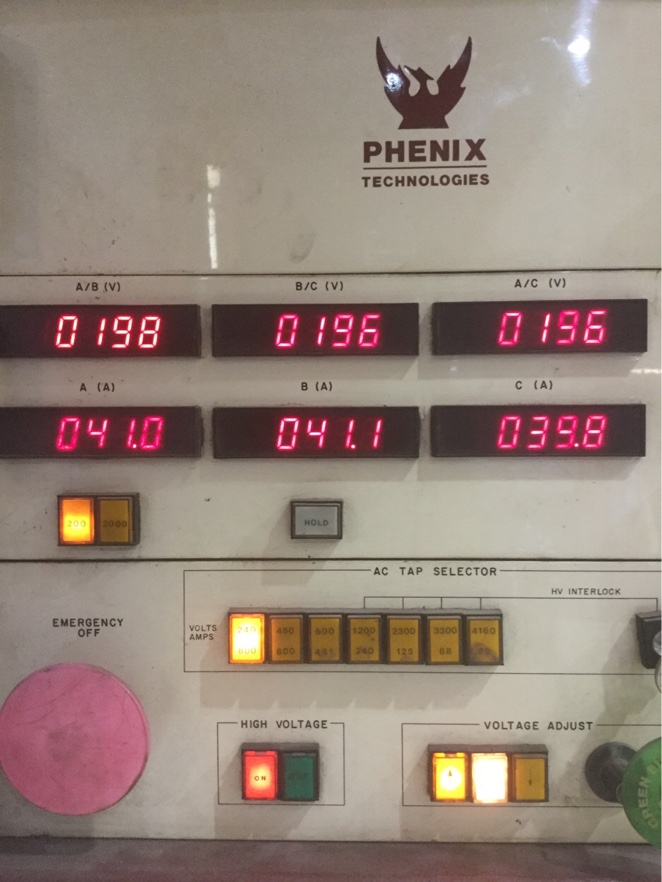 PHENIX
TECHNOLOGIES
A/B (V)
B/C (V)
A/C (V)
0198
0196
0196
A (A)
B (A)
C (A)
041.0
041.1
039.8
200
2000
HOLD
AC TAP SELECTOR
HV INTERLOCK
EMERGENCY
OFF
VOLTS
AMPS
240
480
600
1200
2300
3300
4160
800
600
240
125
88
HIGH VOLTAGE
VOLTAGE ADJUST
ON
GREEN